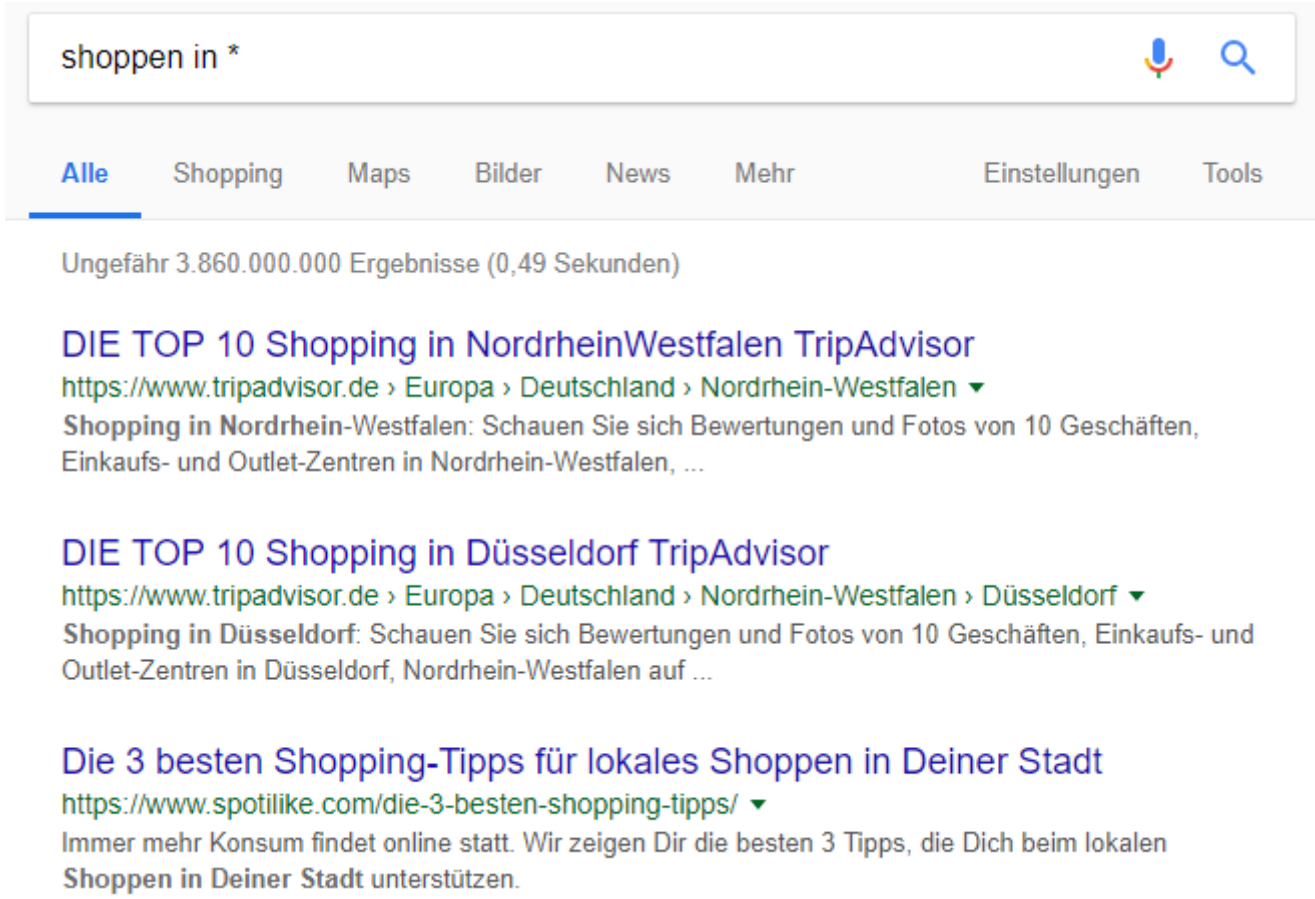 shoppen in *
Alle Shopping Maps Bilder News Mehr Einstellungen Tools
Ungefähr 3.860.000.000 Ergebnisse (0,49 Sekunden)
DIE TOP 10 Shopping in NordrheinWestfalen TripAdvisor
https://www.tripadvisor.de › Europa › Deutschland › Nordrhein-Westfalen
Shopping in Nordrhein-Westfalen: Schauen Sie sich Bewertungen und Fotos von 10 Geschäften,
Einkaufs- und Outlet-Zentren in Nordrhein-Westfalen, ...
DIE TOP 10 Shopping in Düsseldorf TripAdvisor
https://www.tripadvisor.de › Europa › Deutschland › Nordrhein-Westfalen › Düsseldorf
Shopping in Düsseldorf: Schauen Sie sich Bewertungen und Fotos von 10 Geschäften, Einkaufs- und
Outlet-Zentren in Düsseldorf, Nordrhein-Westfalen auf ...
Die 3 besten Shopping-Tipps für lokales Shoppen in Deiner Stadt
https://www.spotilike.com/die-3-besten-shopping-tipps/
Immer mehr Konsum findet online statt. Wir zeigen Dir die besten 3 Tipps, die Dich beim lokalen
Shoppen in Deiner Stadt unterstützen.